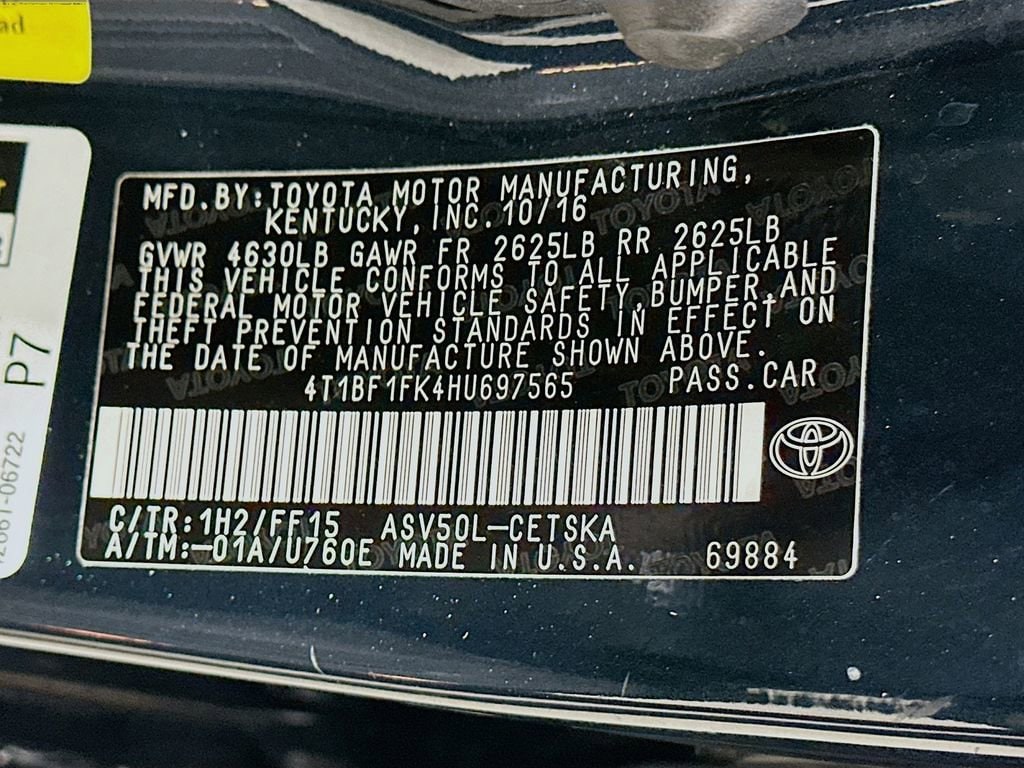 ad
P7
06722
MFD.BY:TOYOTA MOTOR MANUFACTURING,
KENTUCKY, INC.10/16
GVWR 4630LB GAWR FR 2625LB RR 2625LB
THIS VEHICLE CONFORMS TO ALL APPLICABLE
FEDERAL MOTOR VEHICLE SAFETY,BUMPER,AND
THEFT PREVENTION STANDARDS IN EFFECT ON
THE DATE OF MANUFACTURE SHOWN ABOVE.
4T1BF1FK4HU697565 PASS.CAR
C/TR:1H2/FF15 ASV50L-CETSKA
A/TM:-01A/U760E MADE IN U.S.A. 69884